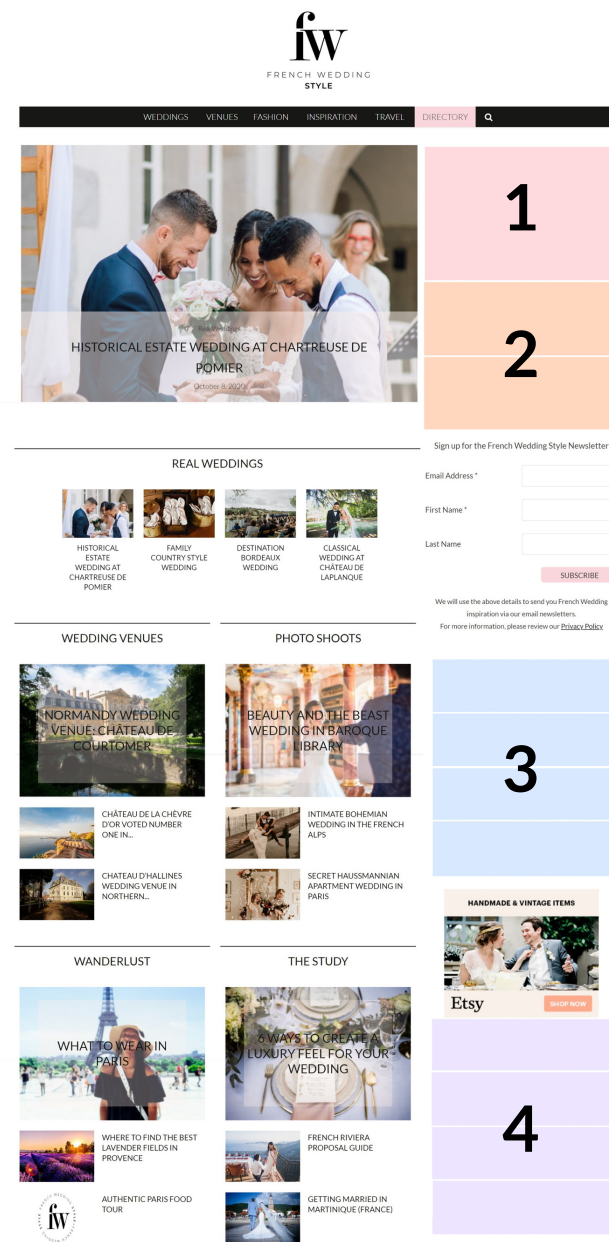 fw
FRENCH WEDDING
STYLE
WEDDINGS VENUES FASHION INSPIRATION TRAVEL DIRECTORY
Real Weddings
HISTORICAL ESTATE WEDDING AT CHARTREUSE DE
POMIER
October 8, 2020
1
2
Sign up for the French Wedding Style Newsletter
Email Address *
First Name *
Last Name
SUBSCRIBE
We will use the above details to send you French Wedding
inspiration via our email newsletters.
For more information, please review our Privacy Policy
REAL WEDDINGS
HISTORICAL
ESTATE
WEDDING AT
CHARTREUSE DE
POMIER
FAMILY
COUNTRY STYLE
WEDDING
DESTINATION
BORDEAUX
WEDDING
CLASSICAL
WEDDING AT
CHÂTEAU DE
LAPLANQUE
WEDDING VENUES
NORMANDY WEDDING
VENUE: CHÂTEAU DE
COURTOMER
CHÂTEAU DE LA CHÈVRE
D'OR VOTED NUMBER
ONE IN...
CHATEAU D'HALLINES
WEDDING VENUE IN
NORTHERN...
PHOTO SHOOTS
BEAUTY AND THE BEAST
WEDDING IN BAROQUE
LIBRARY
INTIMATE BOHEMIAN
WEDDING IN THE FRENCH
ALPS
SECRET HAUSSMANNIAN
APARTMENT WEDDING IN
PARIS
3
HANDMADE & VINTAGE ITEMS
Etsy
SHOP NOW
WANDERLUST
WHAT TO WEAR IN
PARIS
WHERE TO FIND THE BEST
LAVENDER FIELDS IN
PROVENCE
fw
AUTHENTIC PARIS FOOD
TOUR
THE STUDY
6 WAYS TO CREATE A
LUXURY FEEL FOR YOUR
WEDDING
FRENCH RIVIERA
PROPOSAL GUIDE
GETTING MARRIED IN
MARTINIQUE (FRANCE)
4